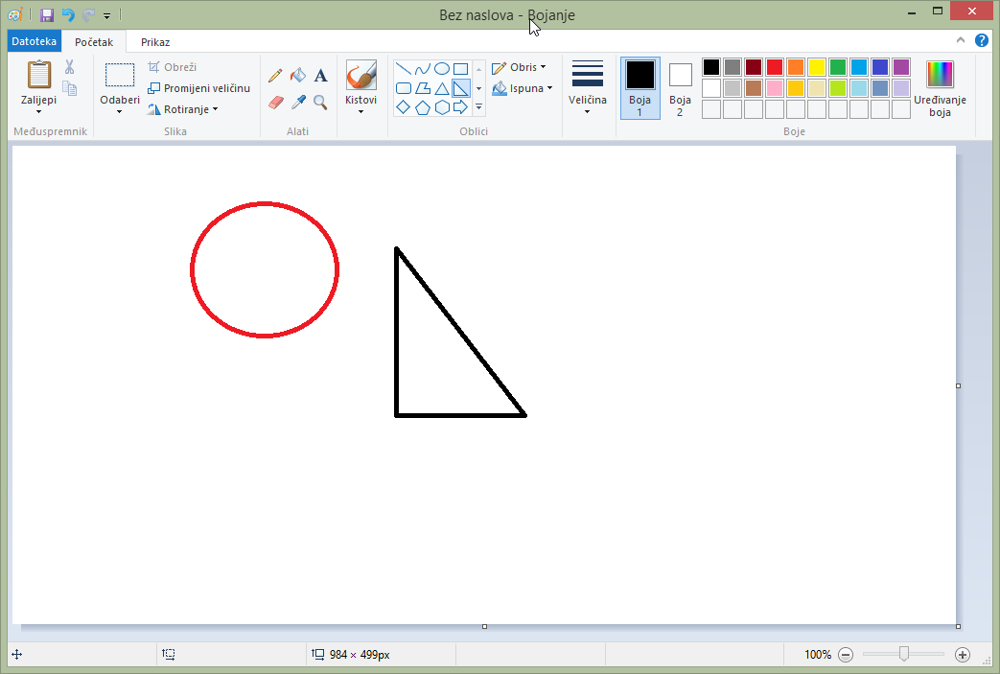 Bez naslova - Bojanje
Datoteka Početak Prikaz
Zalijepi
Međuspremnik
Odaberi
Obreži
Promijeni veličinu
Rotiranje
Slika
A
Alati
Kistovi
Oblici
Obris
Ispuna
Veličina
Boja
1
Boja
2
Uređivanje
boja
Boje
984 × 499px
100%